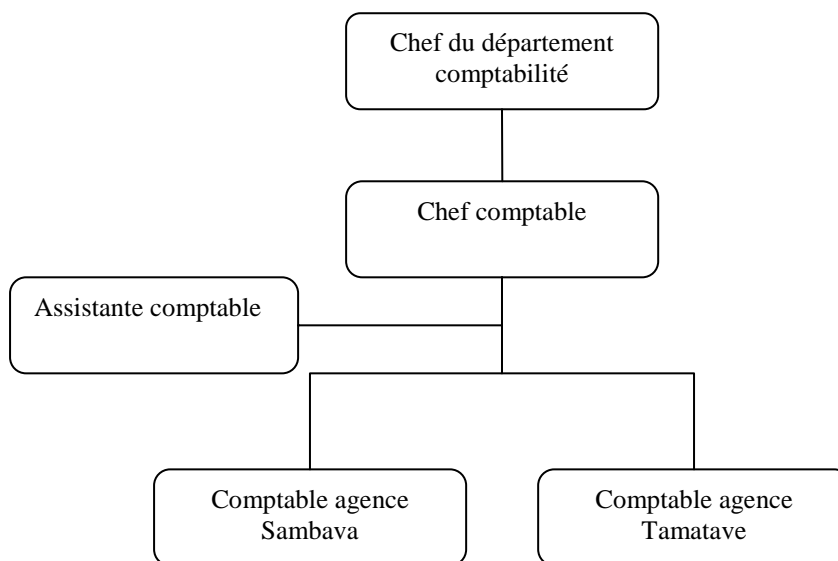 Chef du département
comptabilité
Chef comptable
Assistante comptable
Comptable agence
Sambava
Comptable agence
Tamatave